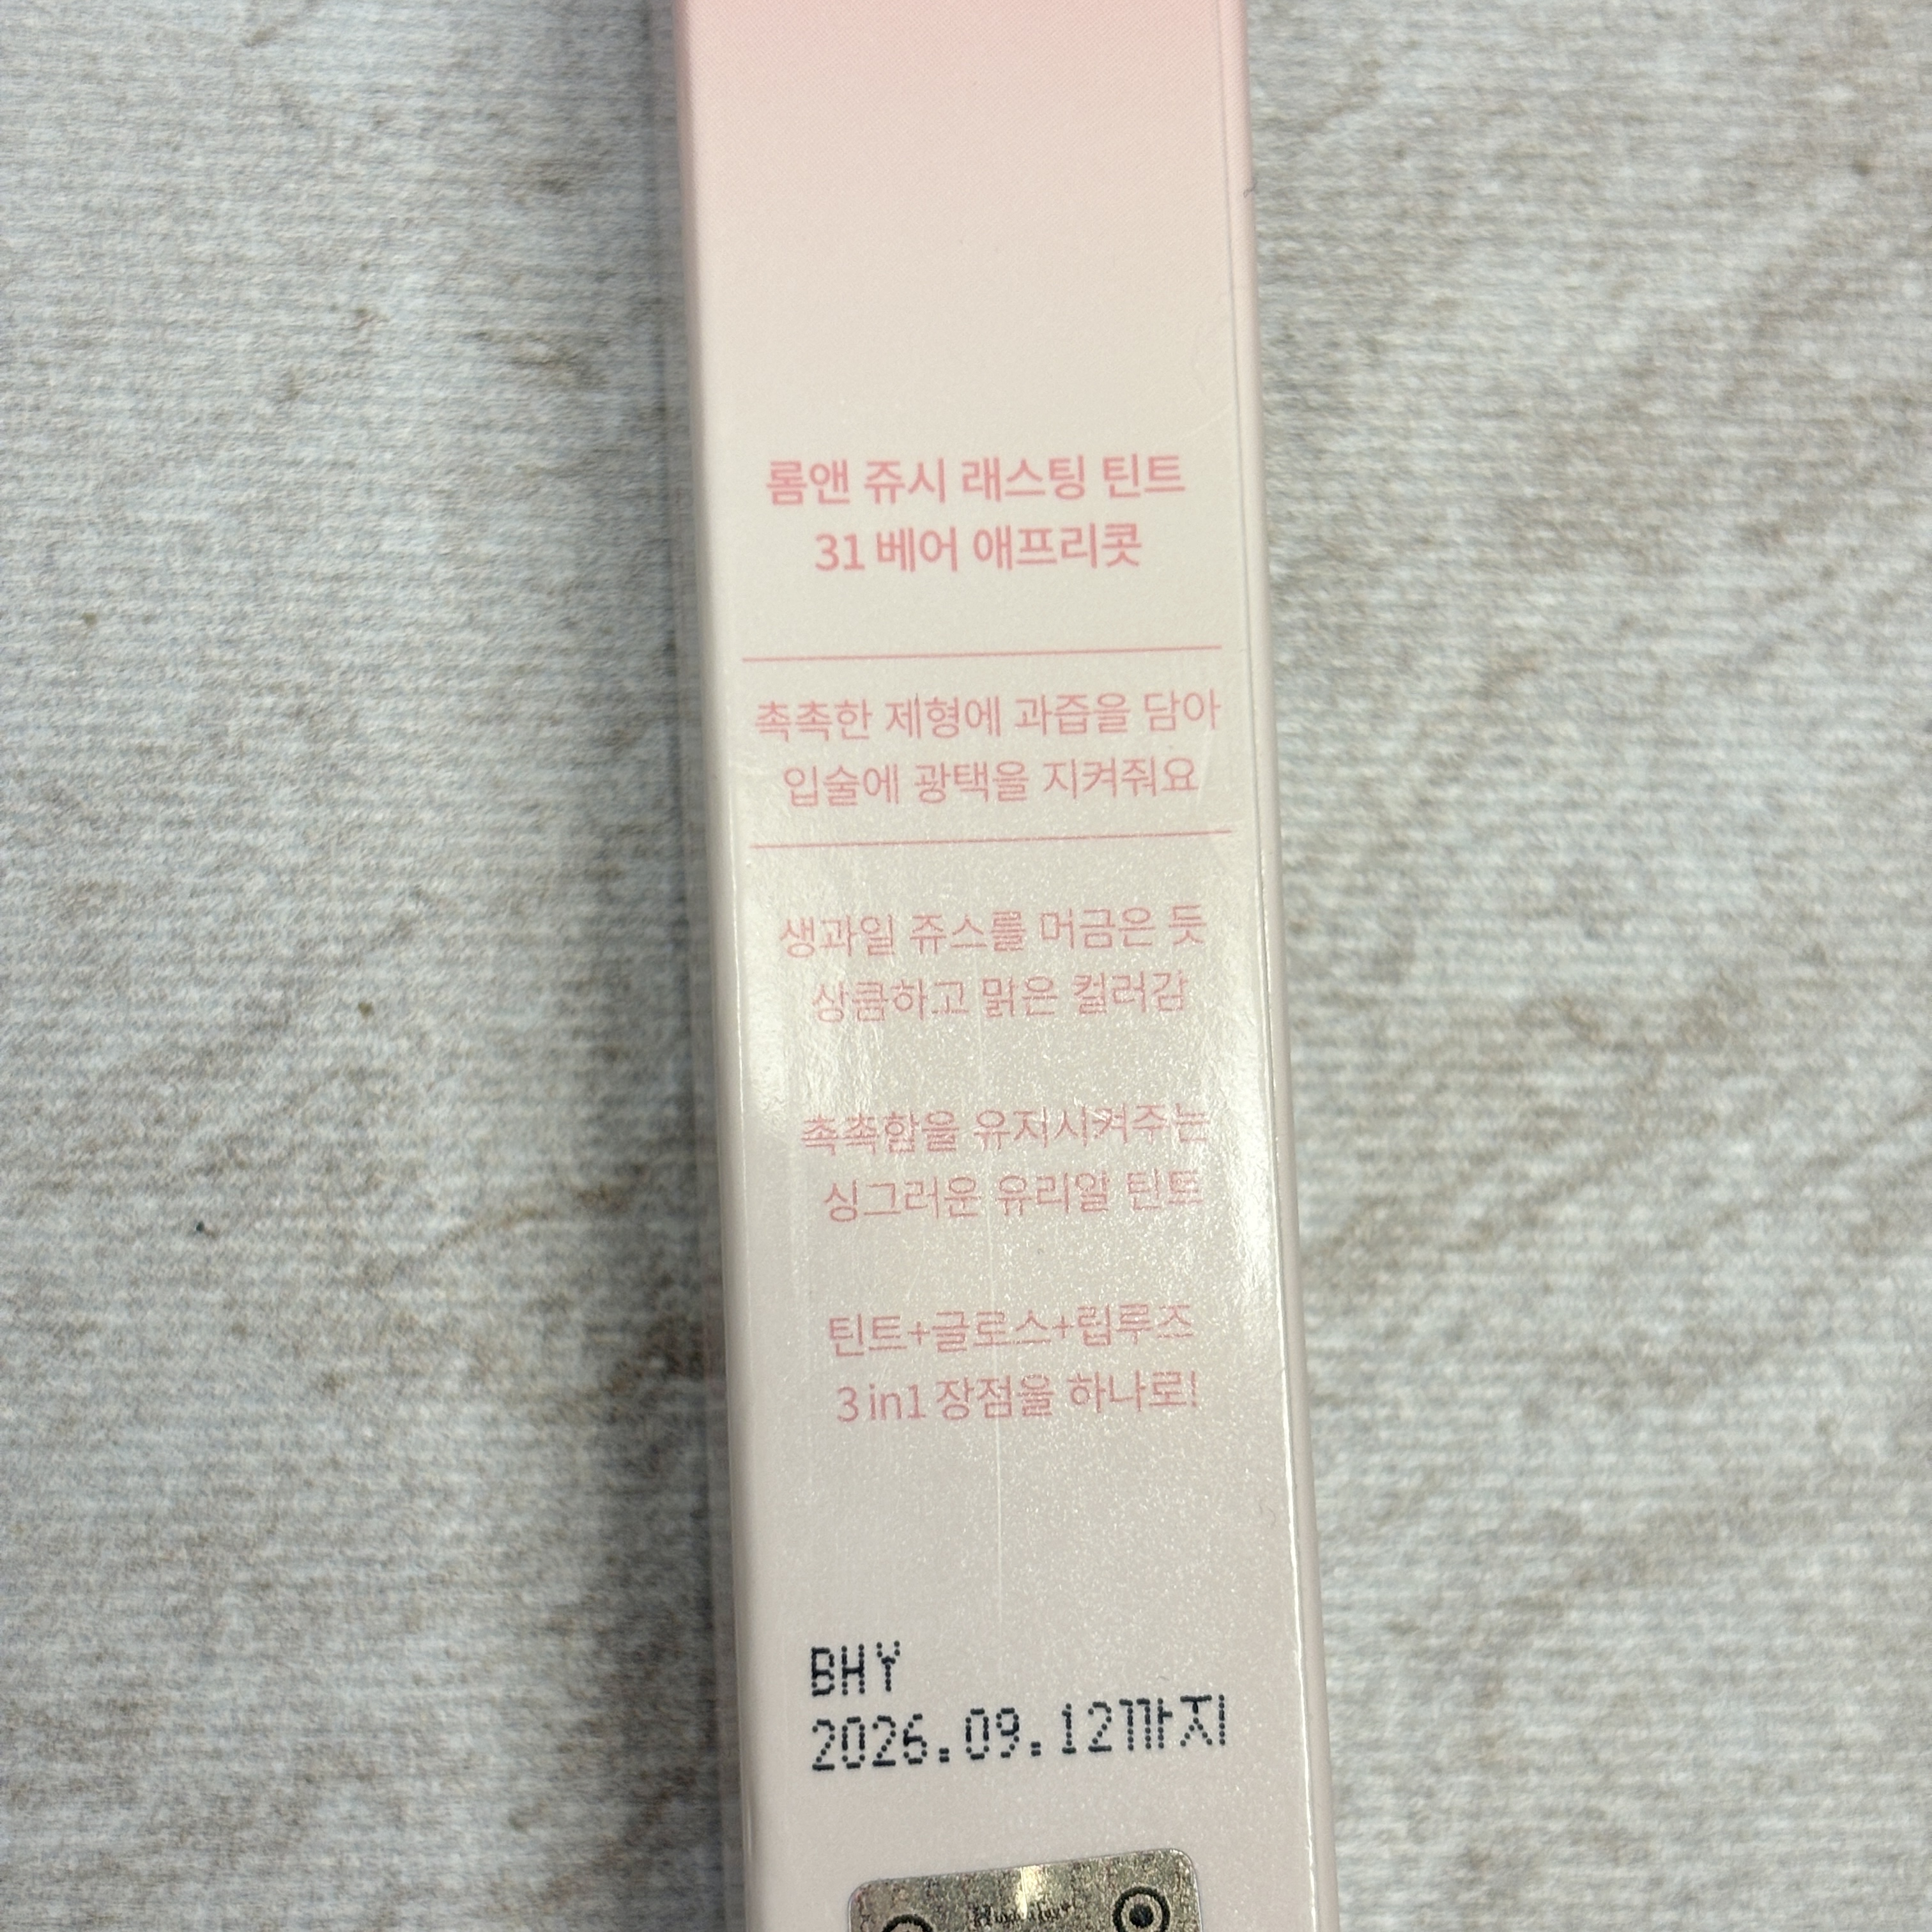 롬앤 쥬시 래스팅 틴트
31 베어 애프리콧
촉촉한 제형에 과즙을 담아
입술에 광택을 지켜줘요
생과일 쥬스를 머금은 듯
상큼하고 맑은 컬러감
촉촉함을 유지시켜주는
싱그러운 유리알 틴트
틴트+글로스+립루즈
3 in1 장점을 하나로!
BHY
2026.09.12까지